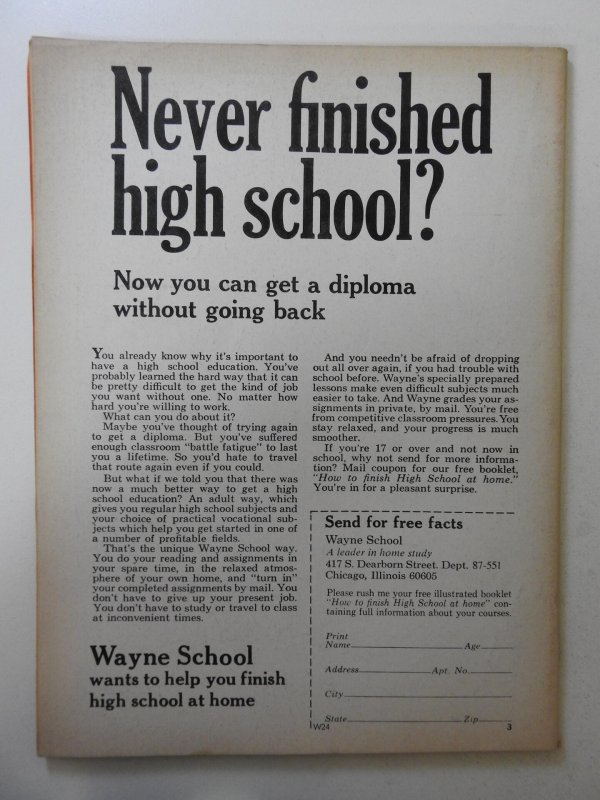 Never finished
high school?
Now you can get a diploma
without going back
You already know why it's important to
have a high school education. You've
probably learned the hard way that it can
be pretty difficult to get the kind of job
you want without one. No matter how
hard you're willing to work.
What can you do about it?
Maybe you've thought of trying again
to get a diploma. But you've suffered
enough classroom "battle fatigue" to last
you a lifetime. So you'd hate to travel
that route again even if you could.
But what if we told you that there was
now a much better way to get a high
school education? An adult way, which
gives you regular high school subjects and
your choice of practical vocational sub-
jects which help you get started in one of
a number of profitable fields.
That's the unique Wayne School way.
You do your reading and assignments in
your spare time, in the relaxed atmos-
phere of your own home, and "turn in"
your completed assignments by mail. You
don't have to give up your present job.
You don't have to study or travel to class
at inconvenient times.
Wayne School
wants to help you finish
high school at home
And you needn't be afraid of dropping
out all over again, if you had trouble with
school before. Wayne's specially prepared
lessons make even difficult subjects much
easier to take. And Wayne grades your as-
signments in private, by mail. You're free
from competitive classroom pressures. You
stay relaxed, and your progress is much
smoother.
If you're 17 or over and not now in
school, why not send for more informa-
tion? Mail coupon for our free booklet,
"How to finish High School at home."
You're in for a pleasant surprise.
Send for free facts
Wayne School
A leader in home study
417 S. Dearborn Street. Dept. 87-551
Chicago, Illinois 60605
Please rush me your free illustrated booklet
"How to finish High School at home" con-
taining full information about your courses.
Print
Name Age
Address Apt. No.
City
State Zip
W24 3